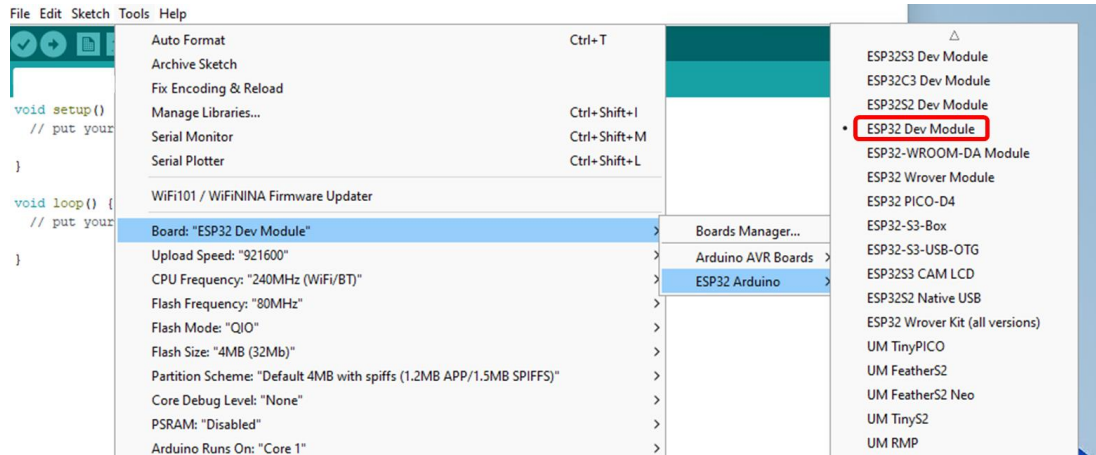 File Edit Sketch Tools Help
Auto Format Ctrl+T
Archive Sketch
Fix Encoding & Reload
Manage Libraries... Ctrl+Shift+I
Serial Monitor Ctrl+Shift+M
Serial Plotter Ctrl+Shift+L
WiFi101 / WiFiNINA Firmware Updater
Board: "ESP32 Dev Module"
Upload Speed: "921600"
CPU Frequency: "240MHz (WiFi/BT)"
Flash Frequency: "80MHz"
Flash Mode: "QIO"
Flash Size: "4MB (32Mb)"
Partition Scheme: "Default 4MB with spiffs (1.2MB APP/1.5MB SPIFFS)"
Core Debug Level: "None"
PSRAM: "Disabled"
Arduino Runs On: "Core 1"
void setup()
// put your
}
void loop() {
// put your
}
Boards Manager...
Arduino AVR Boards
ESP32 Arduino
ESP32S3 Dev Module
ESP32C3 Dev Module
ESP32S2 Dev Module
ESP32 Dev Module
ESP32-WROOM-DA Module
ESP32 Wrover Module
ESP32 PICO-D4
ESP32-S3-Box
ESP32-S3-USB-OTG
ESP32S3 CAM LCD
ESP32S2 Native USB
ESP32 Wrover Kit (all versions)
UM TinyPICO
UM FeatherS2
UM FeatherS2 Neo
UM TinyS2
UM RMP